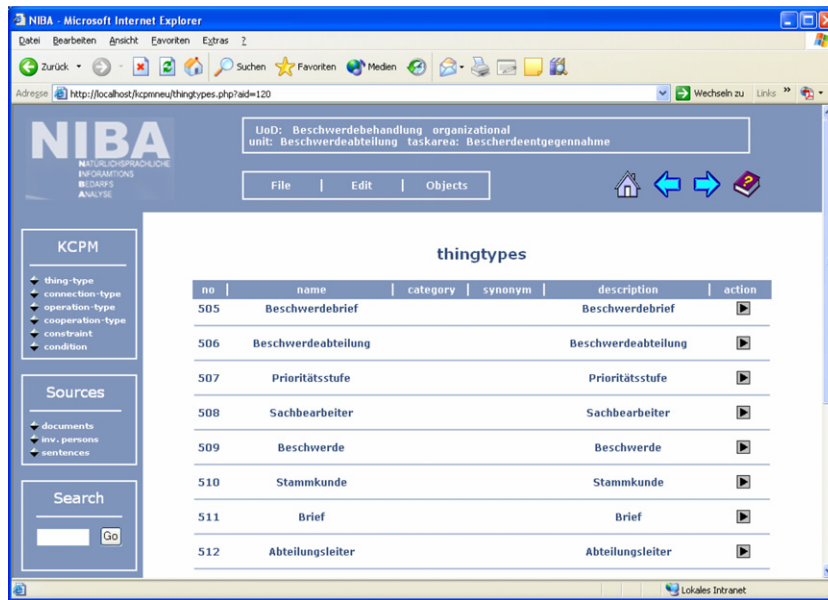 NIBA - Microsoft Internet Explorer
Datei Bearbeiten Ansicht Favoriten Extras ?
Zurück Suchen Favoriten Medien
Adresse http://localhost/kcpmneu/thingtypes.php?aid=120 Wechseln zu Links »
NIBA
NATÜRLICHSPRACHLICHE
INFORAMTIONS
BEDARFS
ANALYSE
UoD: Beschwerdebehandlung organizational
unit: Beschwerdeabteilung taskarea: Bescherdeentgegennahme
File | Edit | Objects
KCPM
thing-type
connection-type
operation-type
cooperation-type
constraint
condition
Sources
documents
inv. persons
sentences
Search
Go
thingtypes
no | name | category | synonym | description | action
505 Beschwerdebrief Beschwerdebrief
506 Beschwerdeabteilung Beschwerdeabteilung
507 Prioritätsstufe Prioritätsstufe
508 Sachbearbeiter Sachbearbeiter
509 Beschwerde Beschwerde
510 Stammkunde Stammkunde
511 Brief Brief
512 Abteilungsleiter Abteilungsleiter
Lokales Intranet